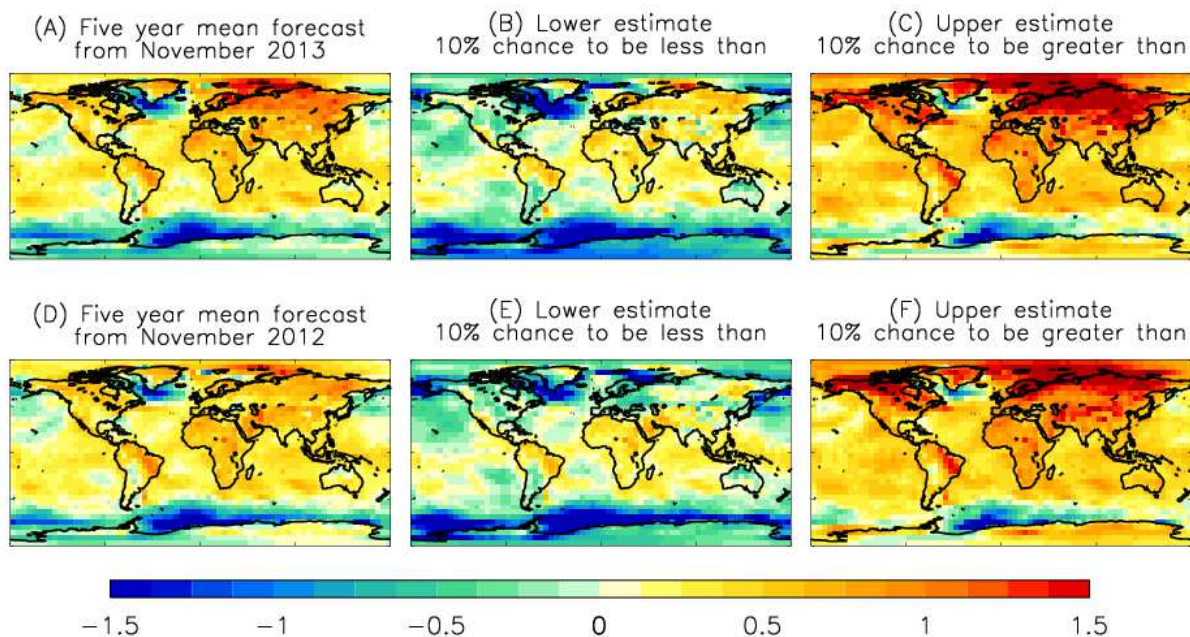 (A) Five year mean forecast
from November 2013
(B) Lower estimate
10% chance to be less than
(C) Upper estimate
10% chance to be greater than
(D) Five year mean forecast
from November 2012
(E) Lower estimate
10% chance to be less than
(F) Upper estimate
10% chance to be greater than
−1.5 −1 −0.5 0 0.5 1 1.5